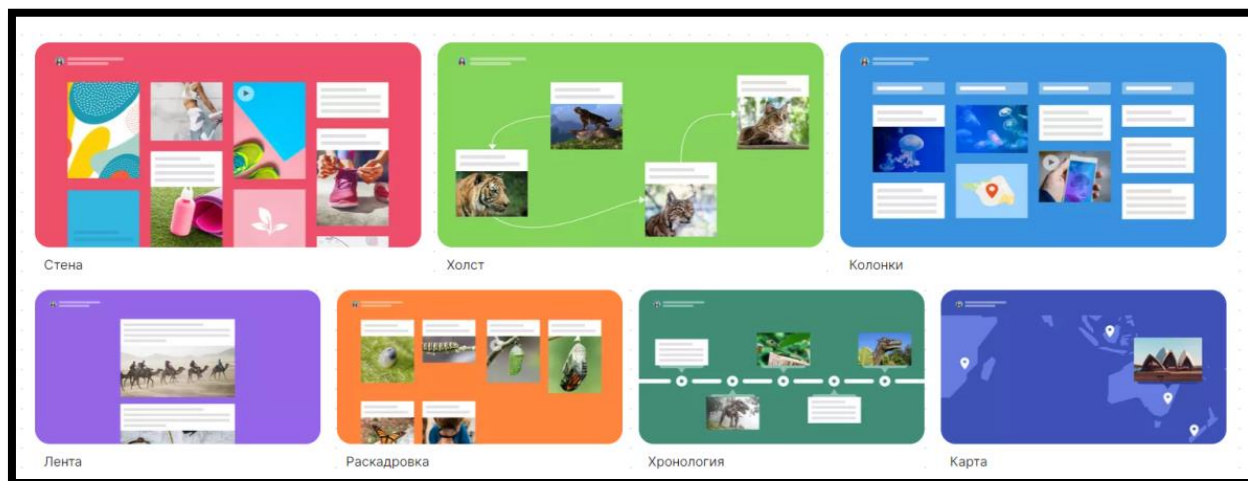 Стена
Холст
Колонки
Лента
Раскадровка
Хронология
Карта